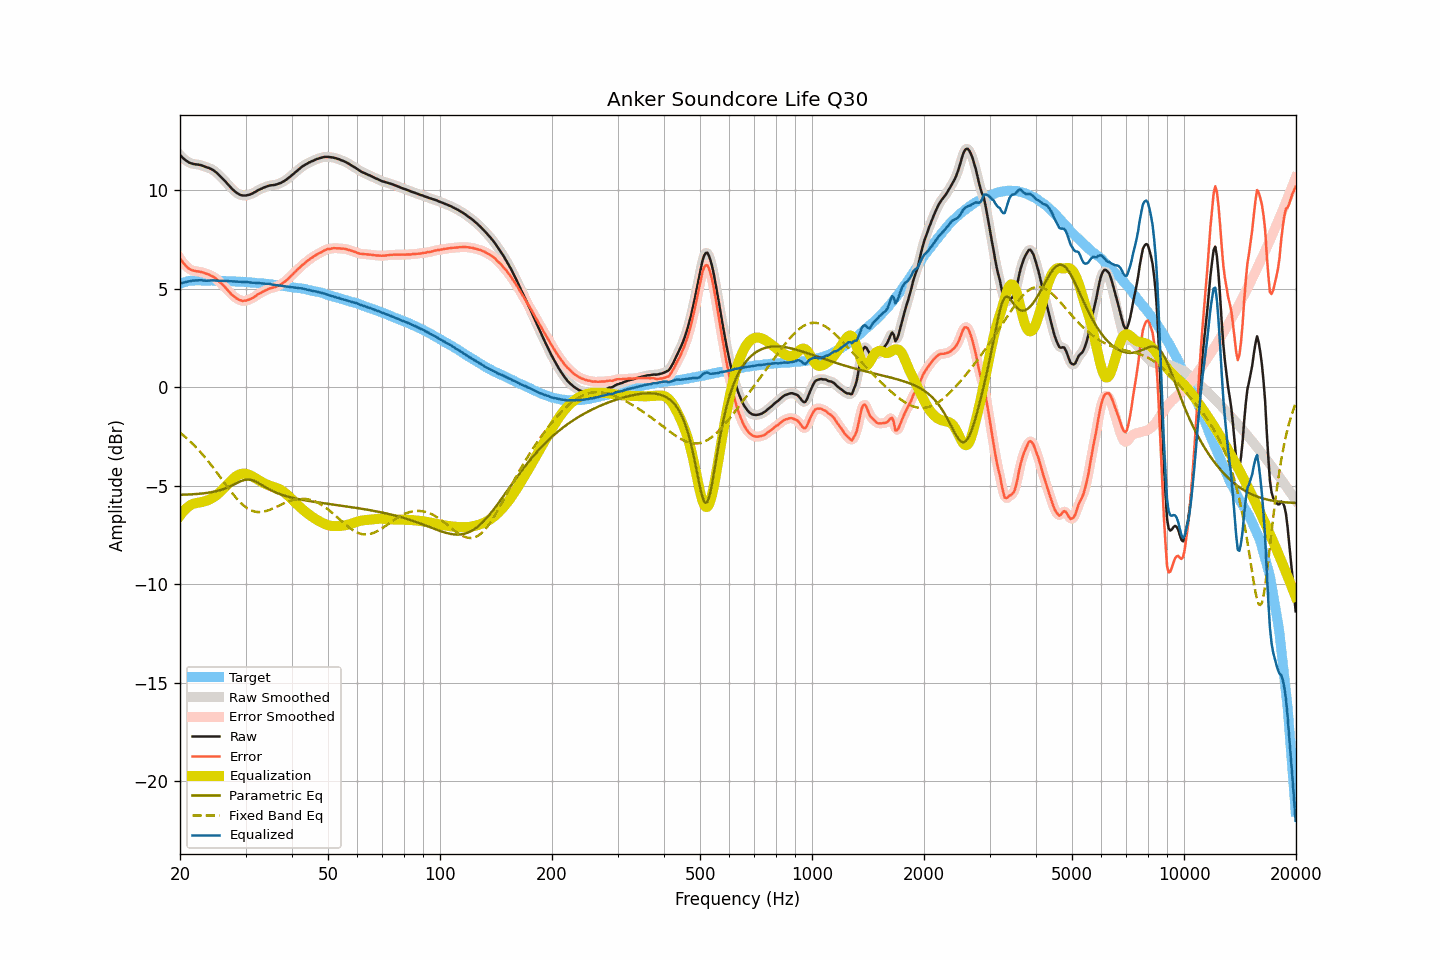 Anker Soundcore Life Q30
Amplitude (dBr)
10
5
0
−5
−10
−15
−20
Target
Raw Smoothed
Error Smoothed
Raw
Error
Equalization
Parametric Eq
Fixed Band Eq
Equalized
20 50 100 200 500 1000 2000 5000 10000 20000
Frequency (Hz)